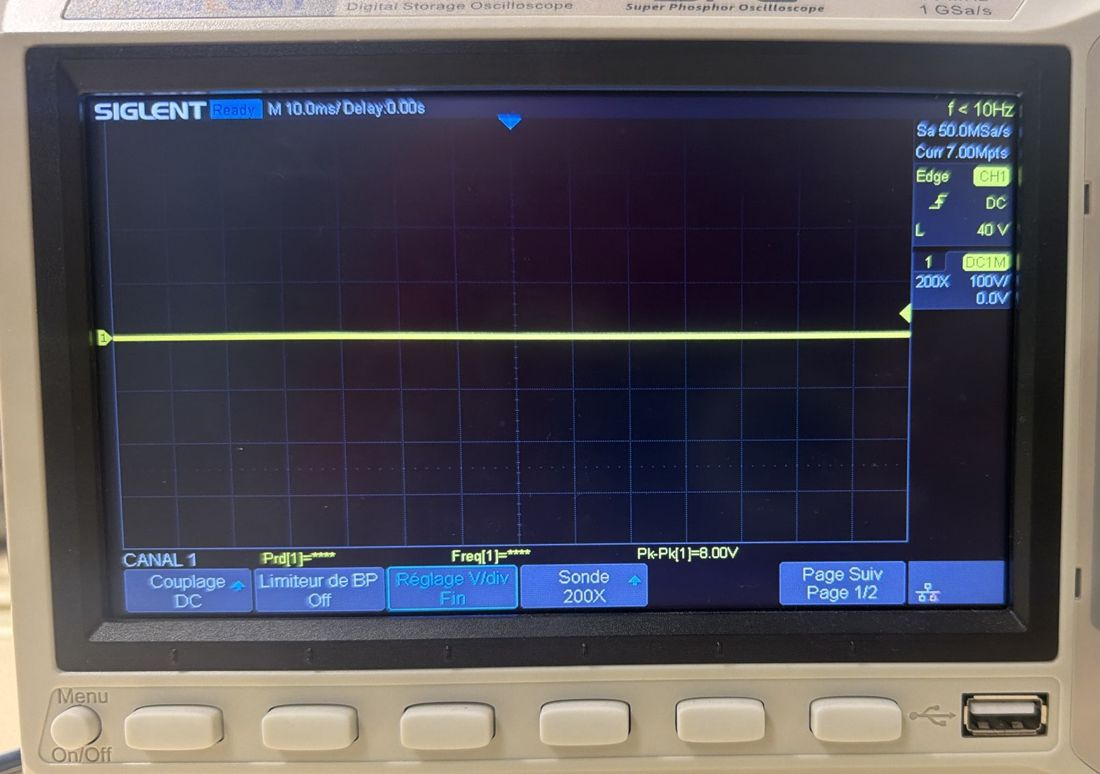 SIGLENT
Digital Storage Oscilloscope
Super Phosphor Oscilloscope
1 GSa/s
SIGLENT Ready M 10.0ms/ Delay:0.00s f < 10Hz
Sa 50.0MSa/s
Curr 7.00Mpts
Edge CH1
DC
L 40 V
1 DC1M
200X 100V/
0.0V
1
CANAL 1 Prd[1]=**** Freq[1]=**** Pk-Pk[1]=8.00V
Couplage
DC
Limiteur de BP
Off
Réglage V/div
Fin
Sonde
200X
Page Suiv
Page 1/2
Menu
On/Off